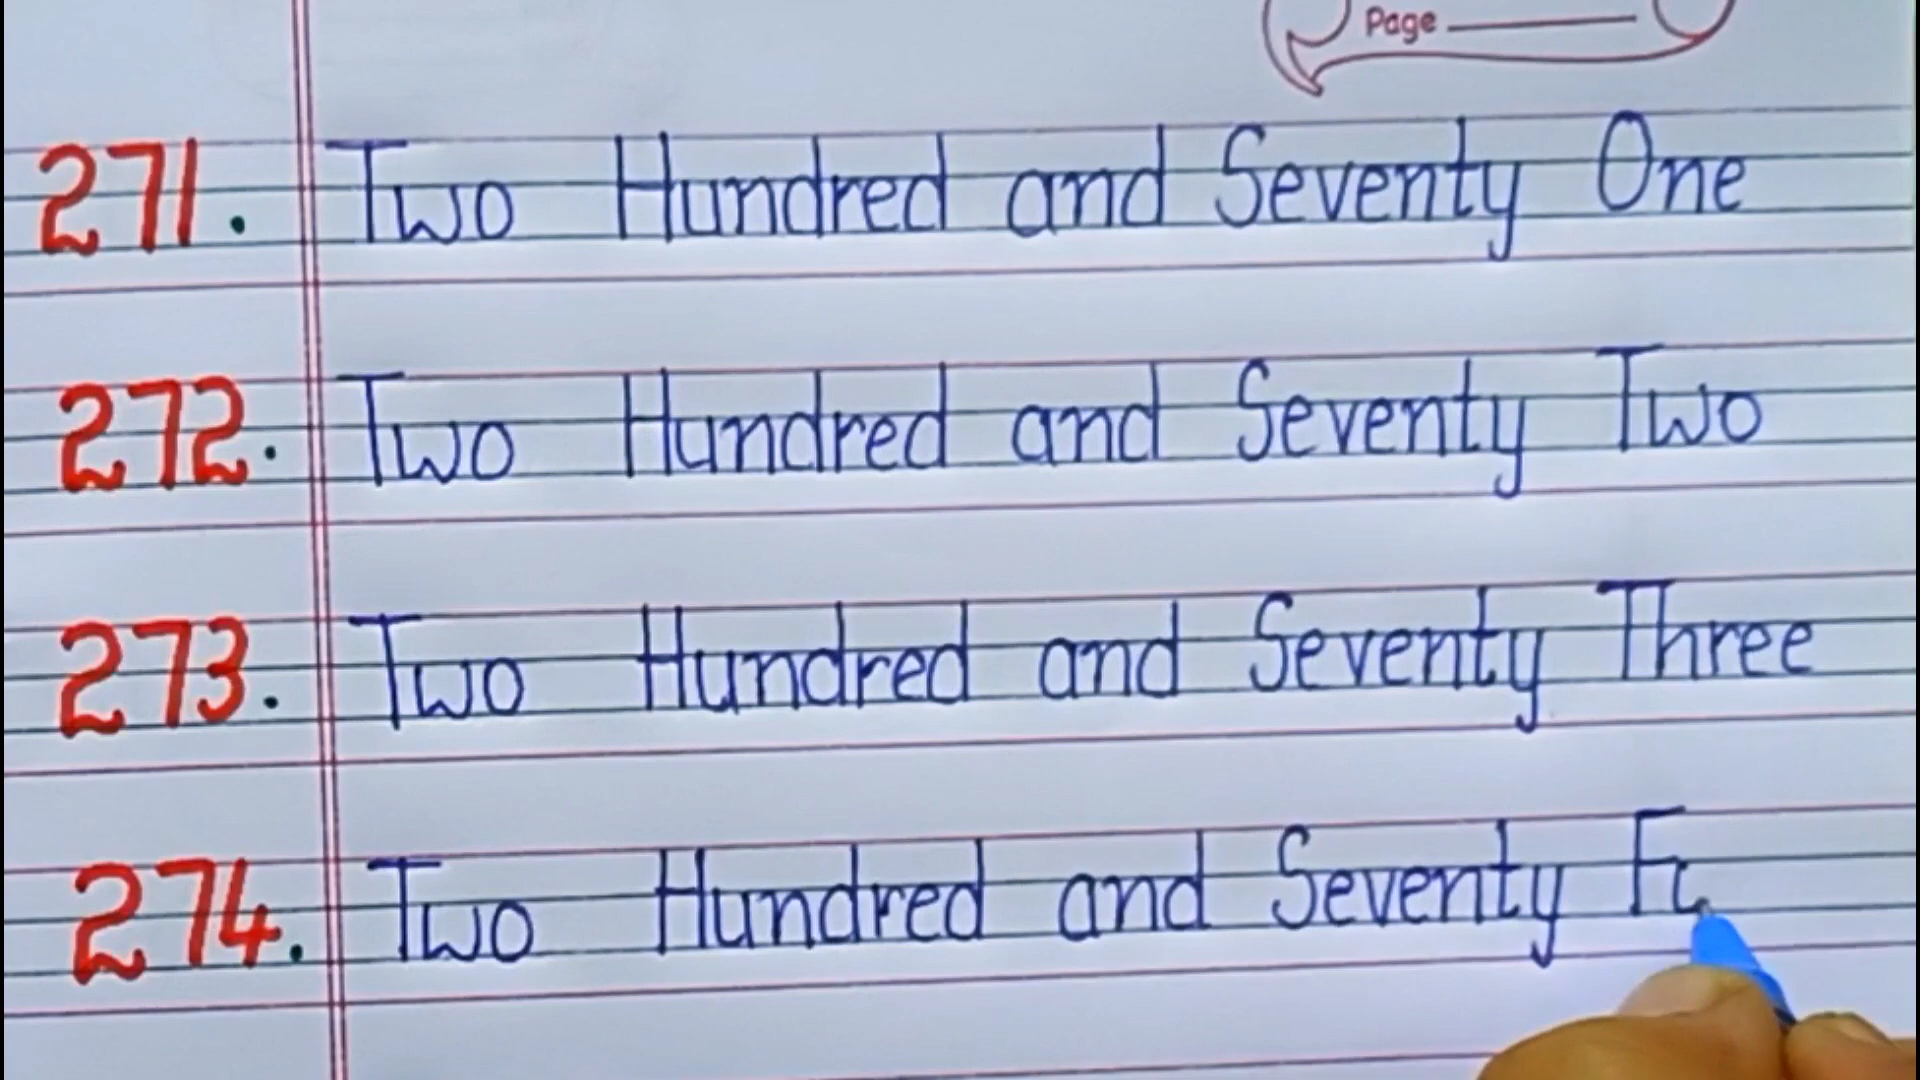 Page
271. Two Hundred and Seventy One
272. Two Hundred and Seventy Two
273. Two Hundred and Seventy Three
274. Two Hundred and Seventy